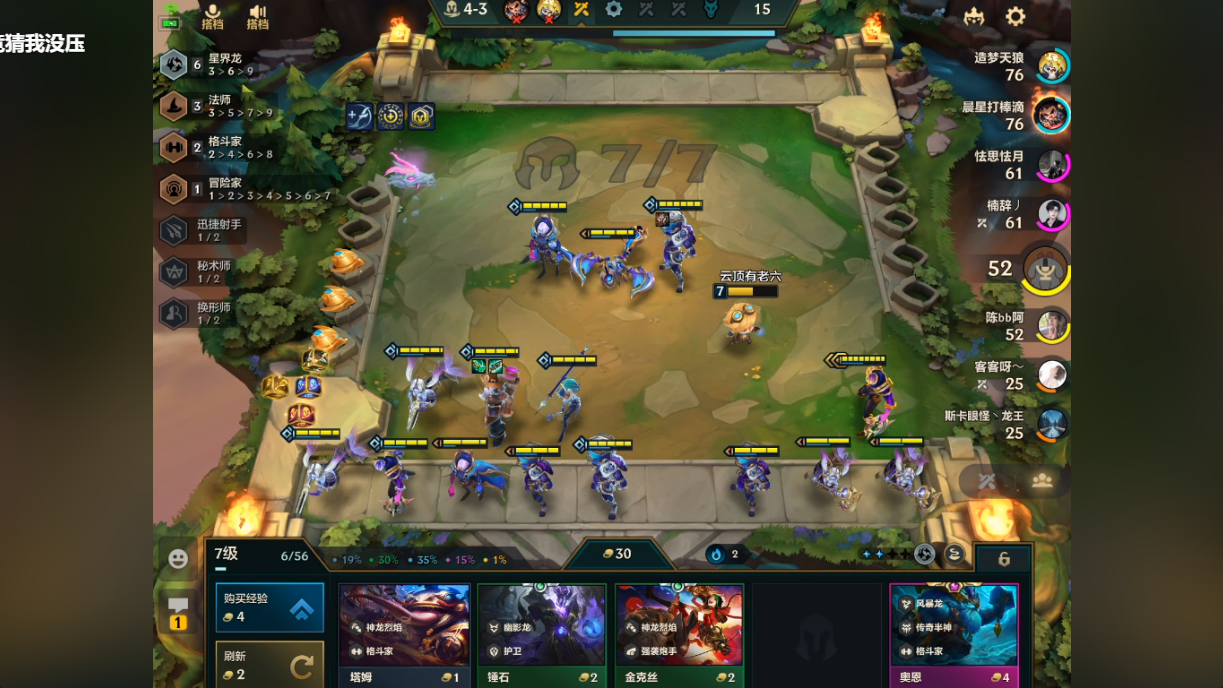 竟猜我没压
搭档
搭档
4-3
15
6
星界龙
3 > 6 > 9
3
法师
3 > 5 > 7 > 9
2
格斗家
2 > 4 > 6 > 8
1
冒险家
1 > 2 > 3 > 4 > 5 > 6 > 7
迅捷射手
1 / 2
秘术师
1 / 2
换形师
1 / 2
7/7
云顶有老六
7
造梦天狼
76
晨星打棒滴
76
怯思怯月
61
楠辞丿
61
52
陈bb阿
52
客客呀～
25
斯卡眼怪丶龙王
25
7级
6/56
19%
30%
35%
15%
1%
30
2
6
1
购买经验
4
刷新
2
神龙烈焰
格斗家
塔姆
1
幽影龙
护卫
锤石
2
神龙烈焰
强袭炮手
金克丝
2
风暴龙
传奇半神
格斗家
奥恩
4